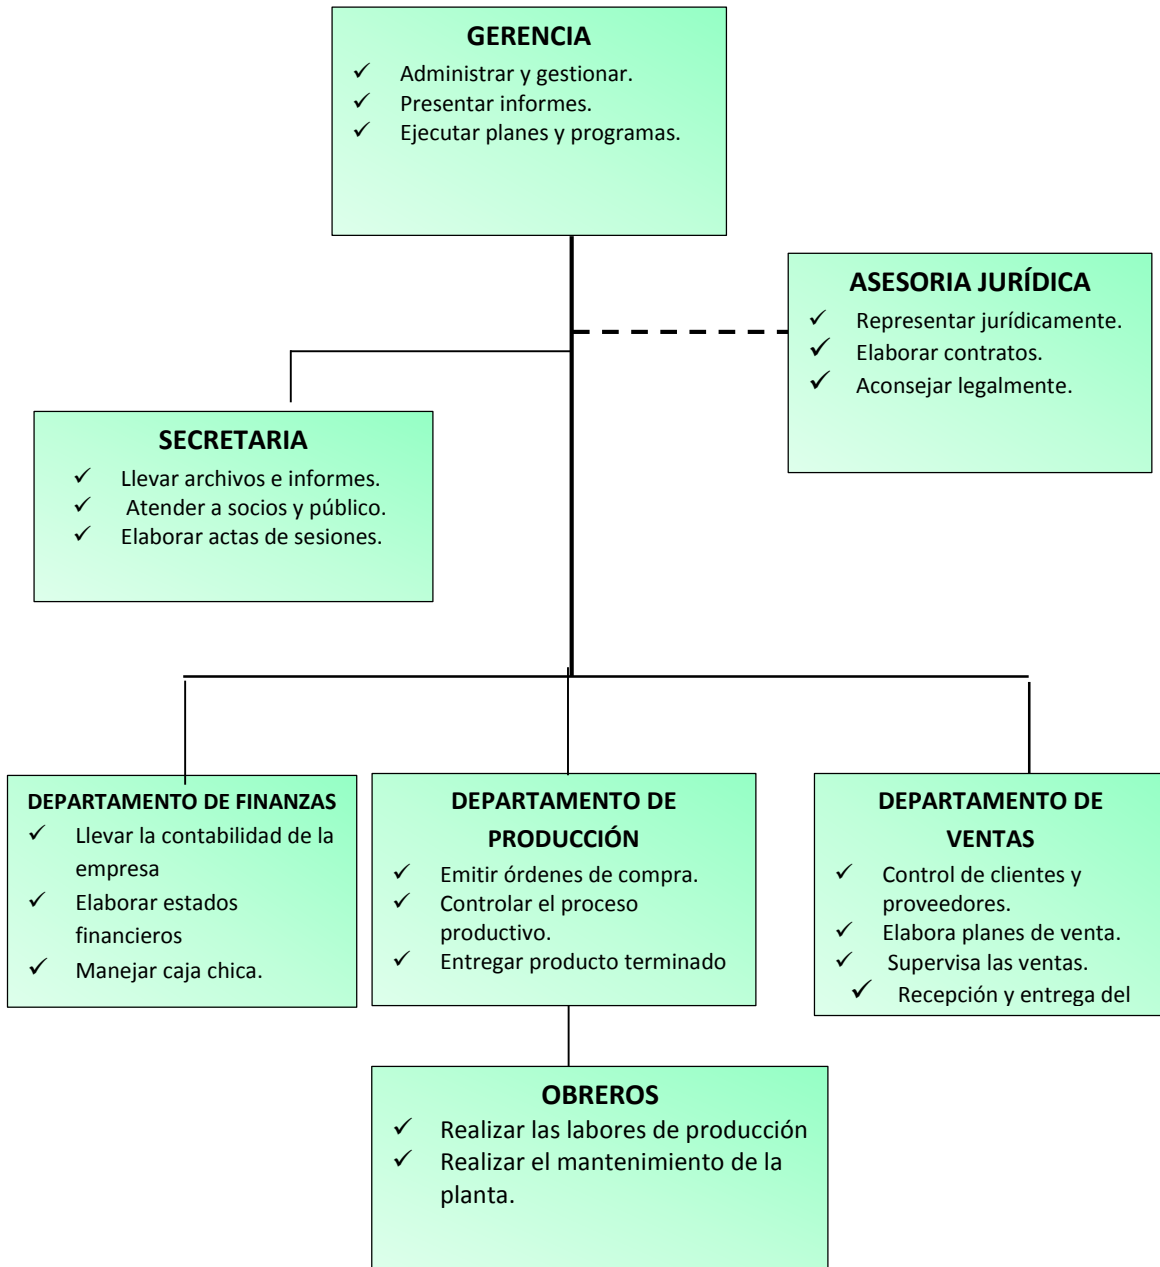 GERENCIA
✓ Administrar y gestionar.
✓ Presentar informes.
✓ Ejecutar planes y programas.
ASESORIA JURÍDICA
✓ Representar jurídicamente.
✓ Elaborar contratos.
✓ Aconsejar legalmente.
SECRETARIA
✓ Llevar archivos e informes.
✓ Atender a socios y público.
✓ Elaborar actas de sesiones.
DEPARTAMENTO DE FINANZAS
✓ Llevar la contabilidad de la
empresa
✓ Elaborar estados
financieros
✓ Manejar caja chica.
DEPARTAMENTO DE
PRODUCCIÓN
✓ Emitir órdenes de compra.
✓ Controlar el proceso
productivo.
✓ Entregar producto terminado
DEPARTAMENTO DE
VENTAS
✓ Control de clientes y
proveedores.
✓ Elabora planes de venta.
✓ Supervisa las ventas.
✓ Recepción y entrega del
OBREROS
✓ Realizar las labores de producción
✓ Realizar el mantenimiento de la
planta.